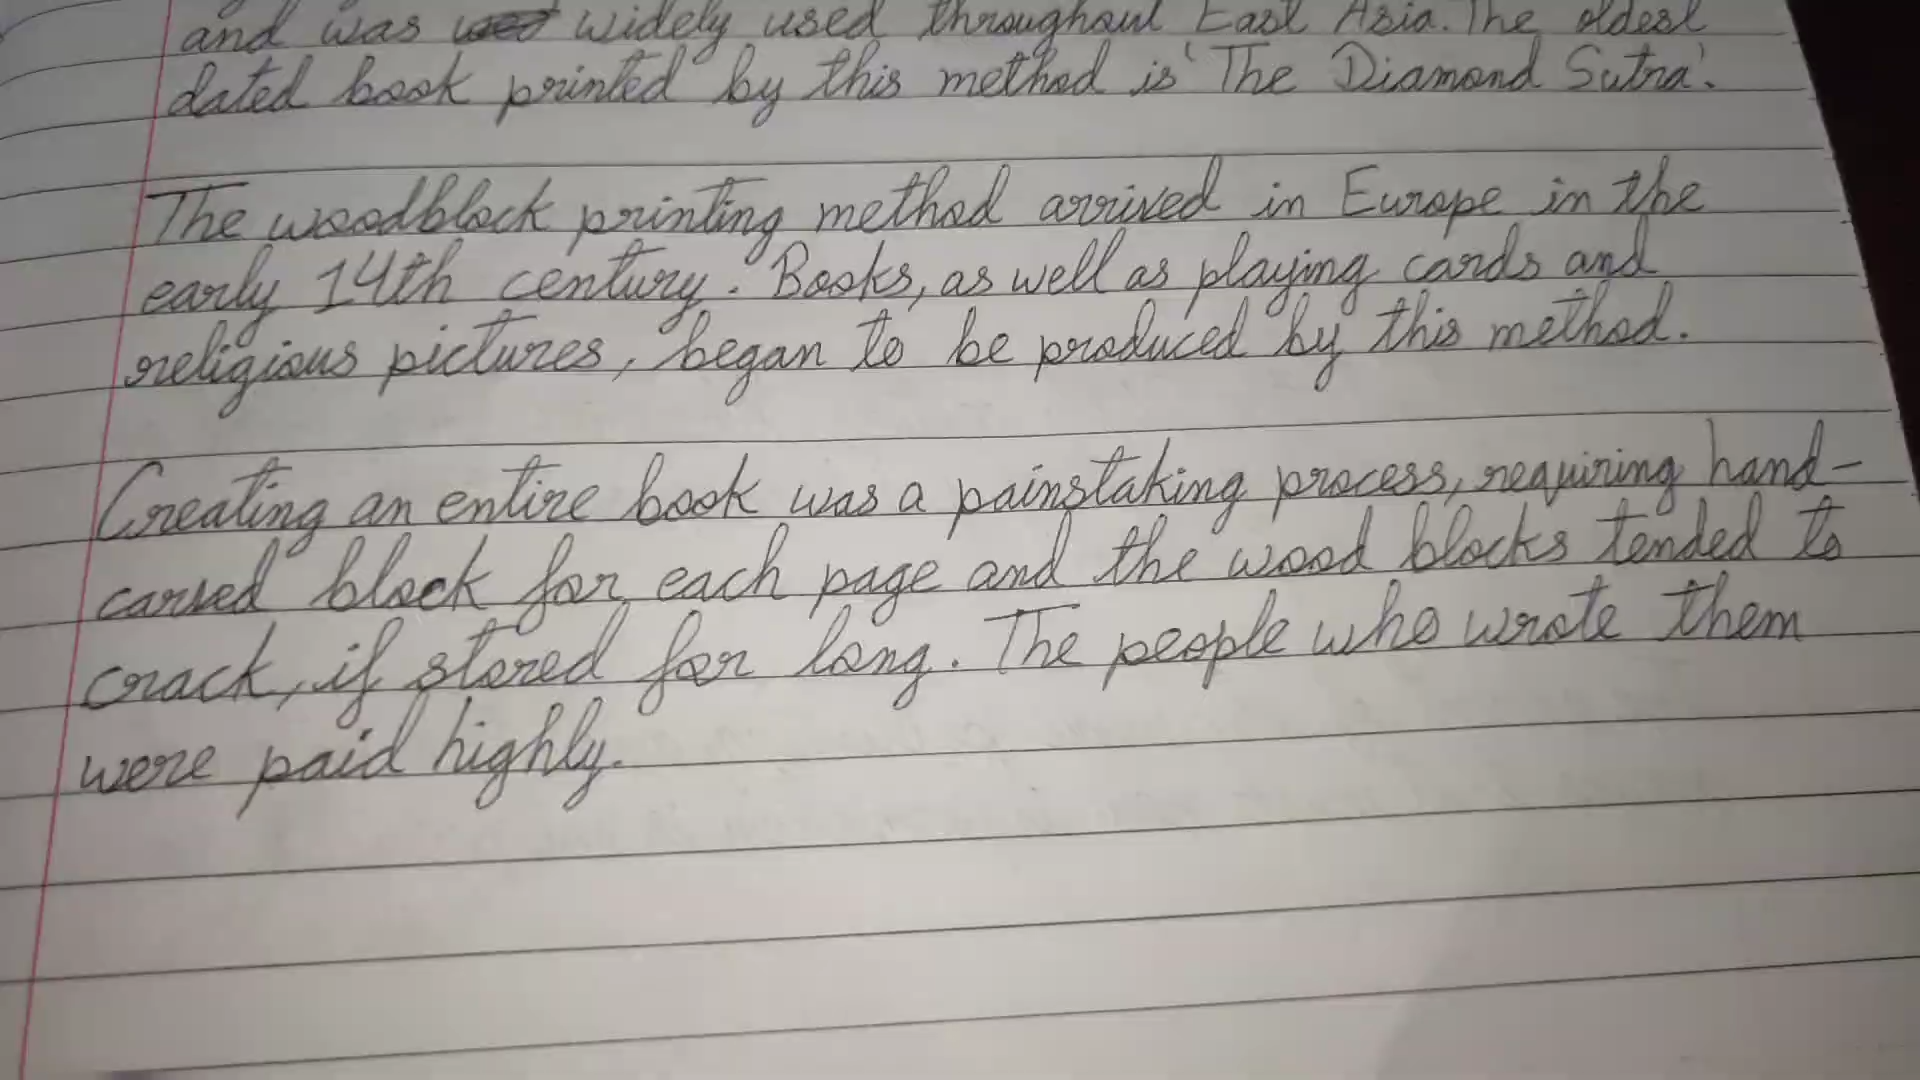 and was widely used throughout East Asia. The oldest
dated book printed by this method is 'The Diamond Sutra'.
The woodblock printing method arrived in Europe in the
early 14th century. Books, as well as playing cards and
religious pictures, began to be produced by this method.
Creating an entire book was a painstaking process, requiring hand-
carved block for each page and the wood blocks tended to
crack, if stored for long. The people who wrote them
were paid highly.